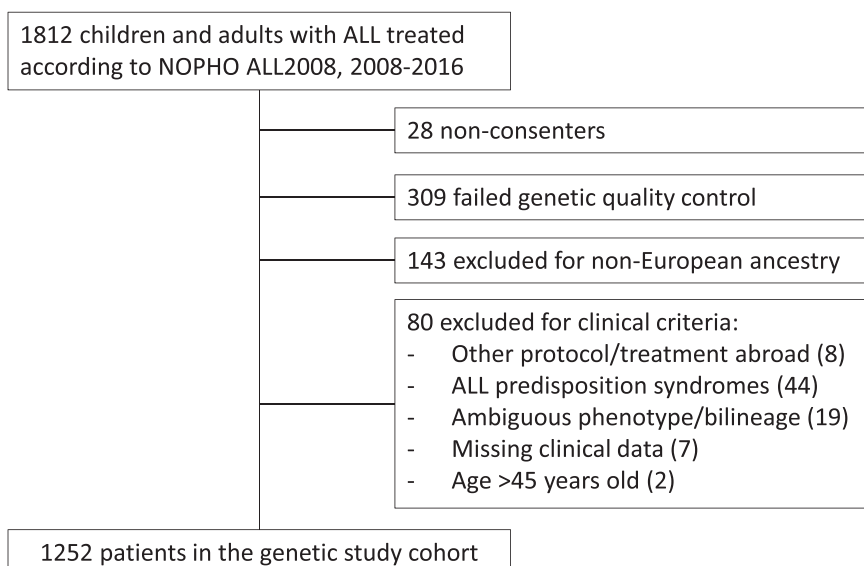 1812 children and adults with ALL treated
according to NOPHO ALL2008, 2008-2016
28 non-consenters
309 failed genetic quality control
143 excluded for non-European ancestry
80 excluded for clinical criteria:
- Other protocol/treatment abroad (8)
- ALL predisposition syndromes (44)
- Ambiguous phenotype/bilineage (19)
- Missing clinical data (7)
- Age >45 years old (2)
1252 patients in the genetic study cohort